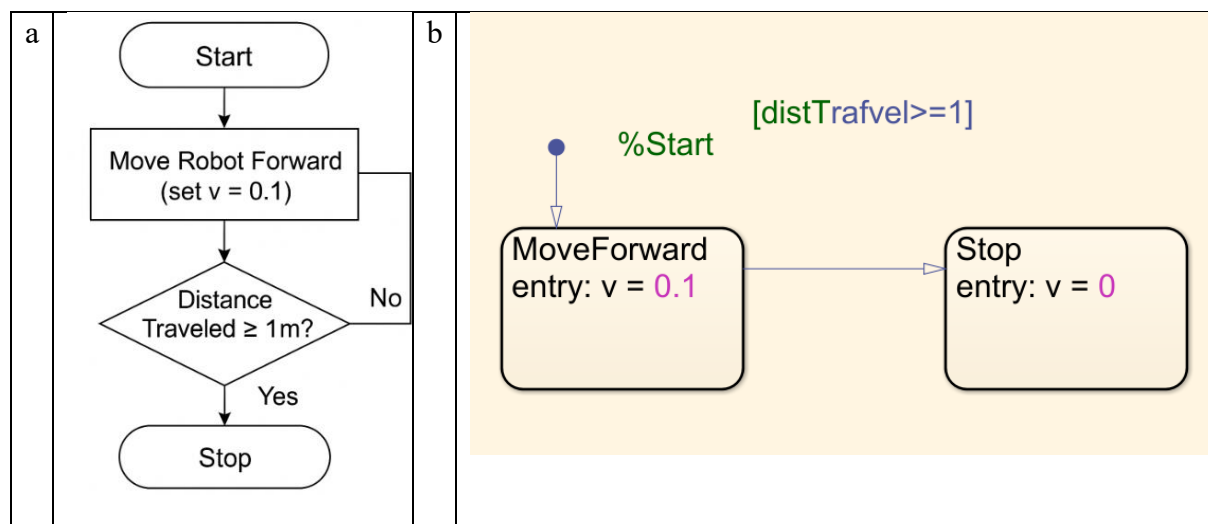 a
Start
Move Robot Forward
(set v = 0.1)
No
Distance
Traveled ≥ 1m?
Yes
Stop
b
[distTrafvel>=1]
%Start
MoveForward
entry: v = 0.1
Stop
entry: v = 0